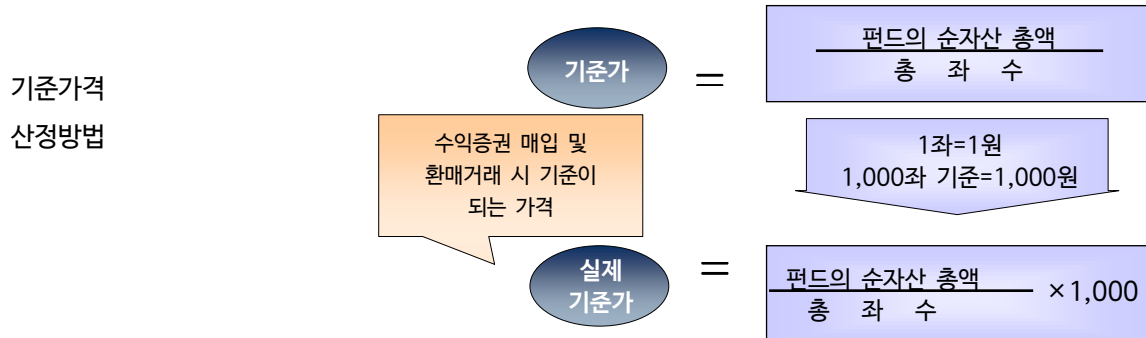 기준가격
산정방법
기준가
=
펀드의 순자산 총액
총 좌 수
수익증권 매입 및
환매거래 시 기준이
되는 가격
1좌=1원
1,000좌 기준=1,000원
실제
기준가
=
펀드의 순자산 총액
총 좌 수
×1,000